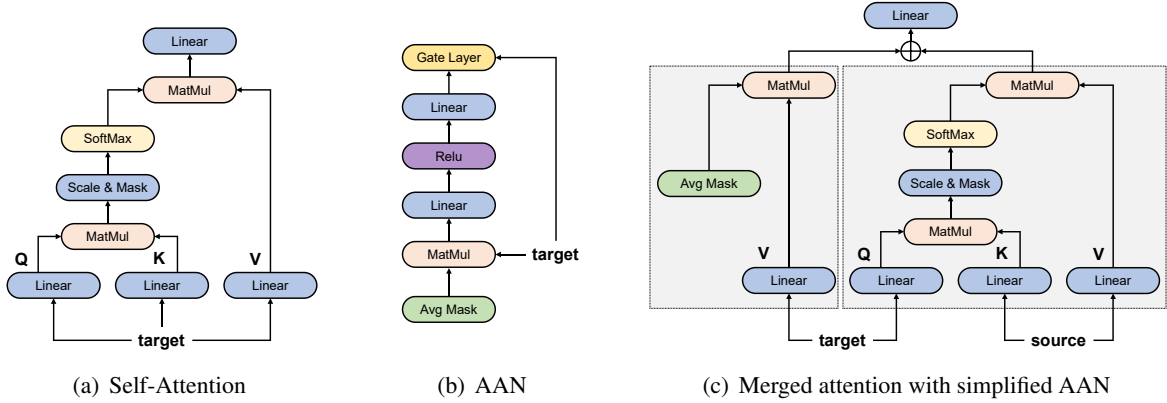 Linear
MatMul
SoftMax
Scale & Mask
MatMul
Q K V
Linear Linear Linear
target
(a) Self-Attention
Gate Layer
Linear
Relu
Linear
MatMul target
Avg Mask
(b) AAN
Linear
MatMul MatMul
SoftMax
Avg Mask Scale & Mask
MatMul
V Q K V
Linear Linear Linear Linear
target source
(c) Merged attention with simplified AAN